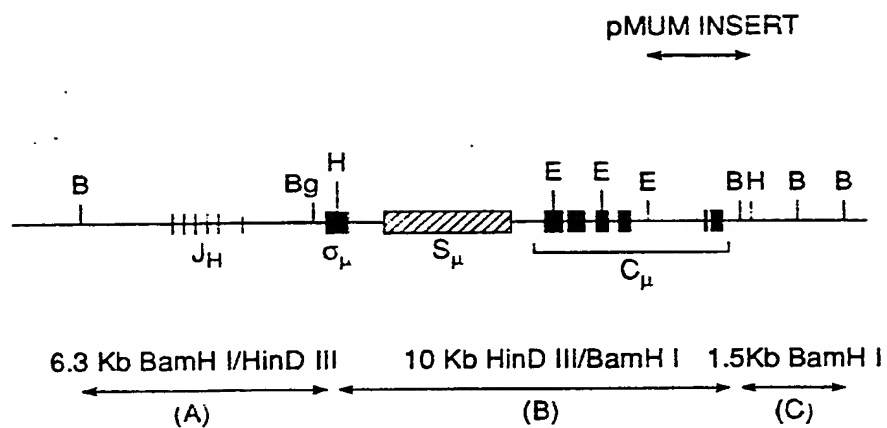 pMUM INSERT
B Bg H E E E B H B B
J_H σ_μ S_μ C_μ
6.3 Kb BamH I/HinD III 10 Kb HinD III/BamH I 1.5Kb BamH I
(A) (B) (C)